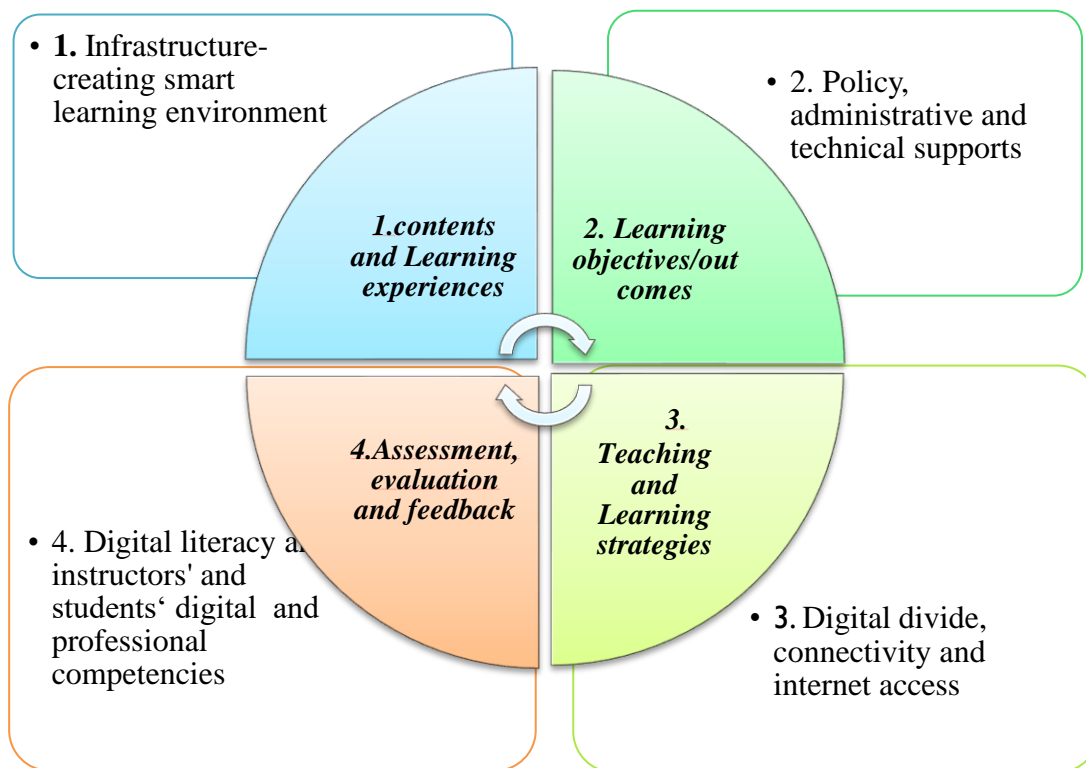 • 1. Infrastructure-
creating smart
learning environment
• 2. Policy,
administrative and
technical supports
1.contents
and Learning
experiences
2. Learning
objectives/out
comes
4.Assessment,
evaluation
and feedback
3.
Teaching
and
Learning
strategies
• 4. Digital literacy
instructors' and
students‘ digital and
professional
competencies
• 3. Digital divide,
connectivity and
internet access